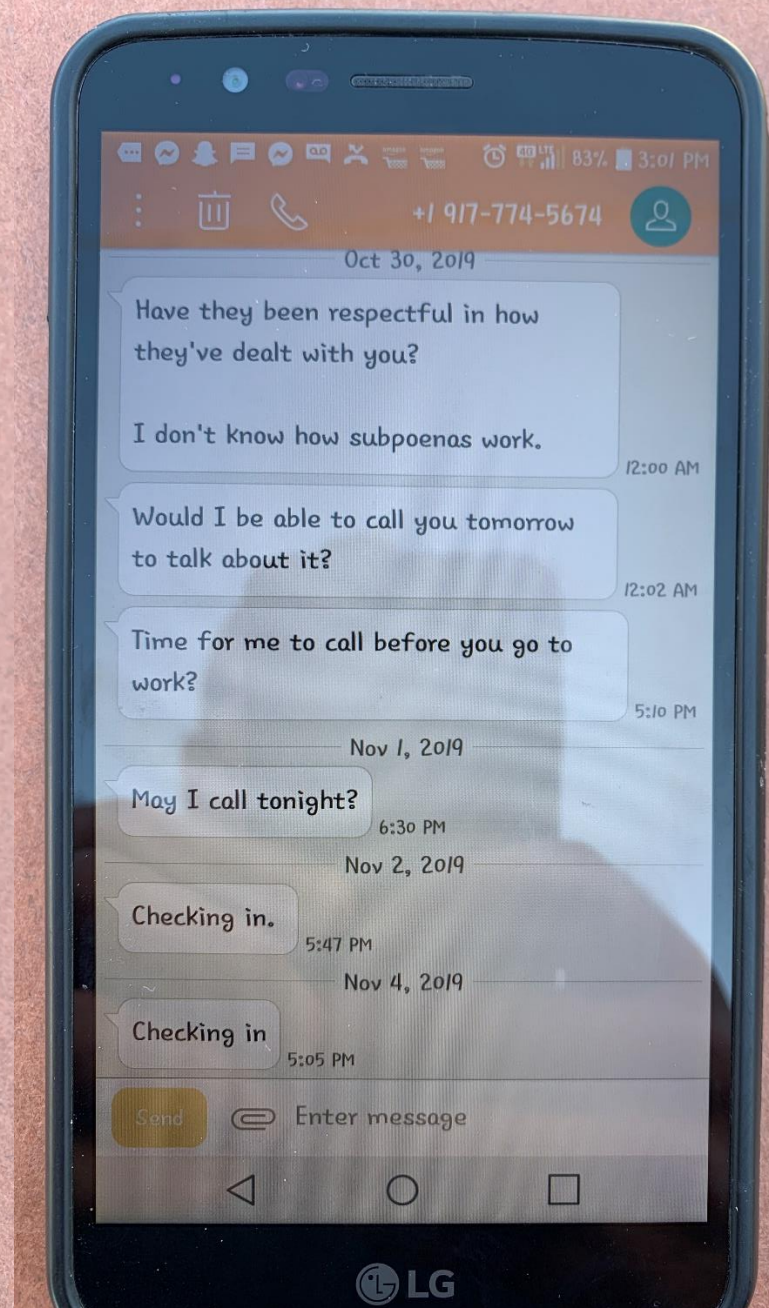 83% 3:01 PM
+1 917-774-5674
Oct 30, 2019
Have they been respectful in how
they've dealt with you?
I don't know how subpoenas work.
12:00 AM
Would I be able to call you tomorrow
to talk about it?
12:02 AM
Time for me to call before you go to
work?
5:10 PM
Nov 1, 2019
May I call tonight?
6:30 PM
Nov 2, 2019
Checking in.
5:47 PM
Nov 4, 2019
Checking in
5:05 PM
Send Enter message
LG